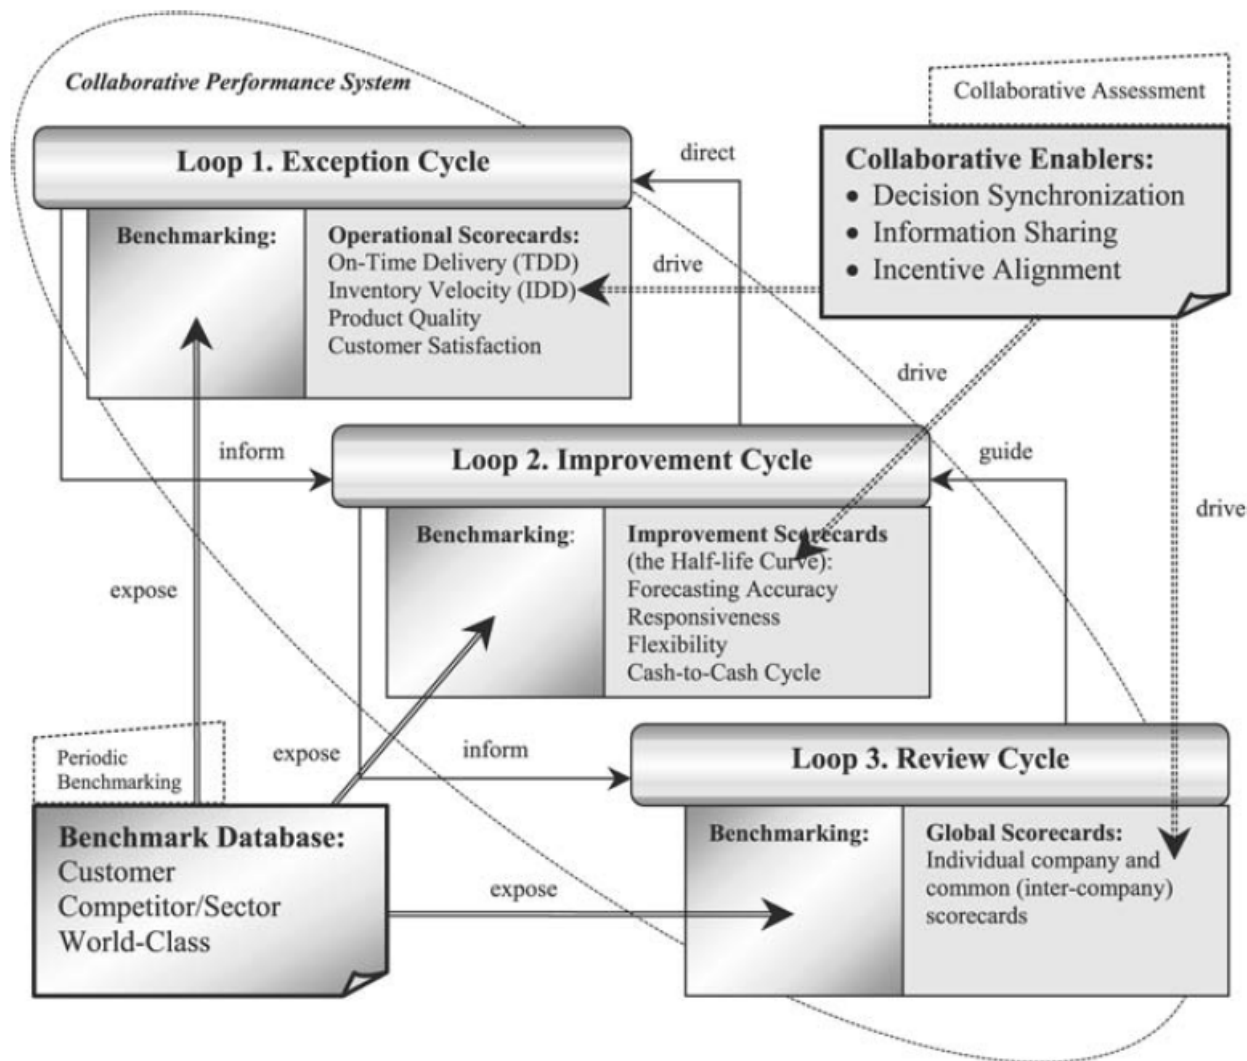 Collaborative Performance System
Collaborative Assessment
Loop 1. Exception Cycle
direct
Collaborative Enablers:
• Decision Synchronization
• Information Sharing
• Incentive Alignment
Benchmarking:
Operational Scorecards:
On-Time Delivery (TDD)
Inventory Velocity (IDD)
Product Quality
Customer Satisfaction
drive
drive
inform
Loop 2. Improvement Cycle
guide
drive
Benchmarking:
Improvement Scorecards
(the Half-life Curve):
Forecasting Accuracy
Responsiveness
Flexibility
Cash-to-Cash Cycle
expose
expose
inform
Periodic
Benchmarking
Loop 3. Review Cycle
Benchmark Database:
Customer
Competitor/Sector
World-Class
expose
Benchmarking:
Global Scorecards:
Individual company and
common (inter-company)
scorecards